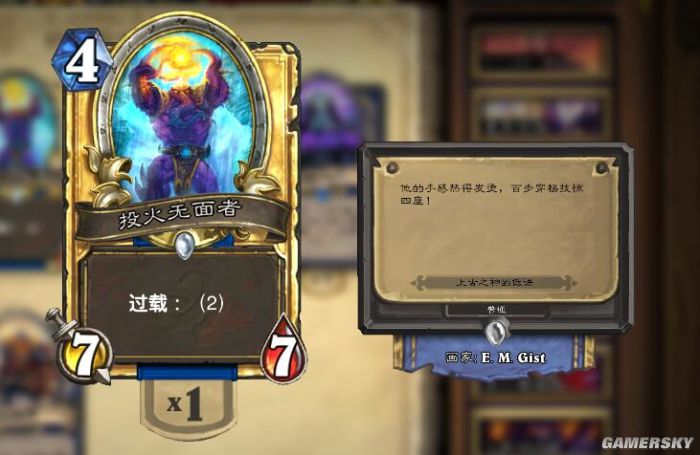 4
投火无面者
过载：（2）
7
7
x1
他的手感热得发烫，百步穿杨技惊
四座！
上古之神的低语
普通
画家: E. M. Gist
GAMERSKY